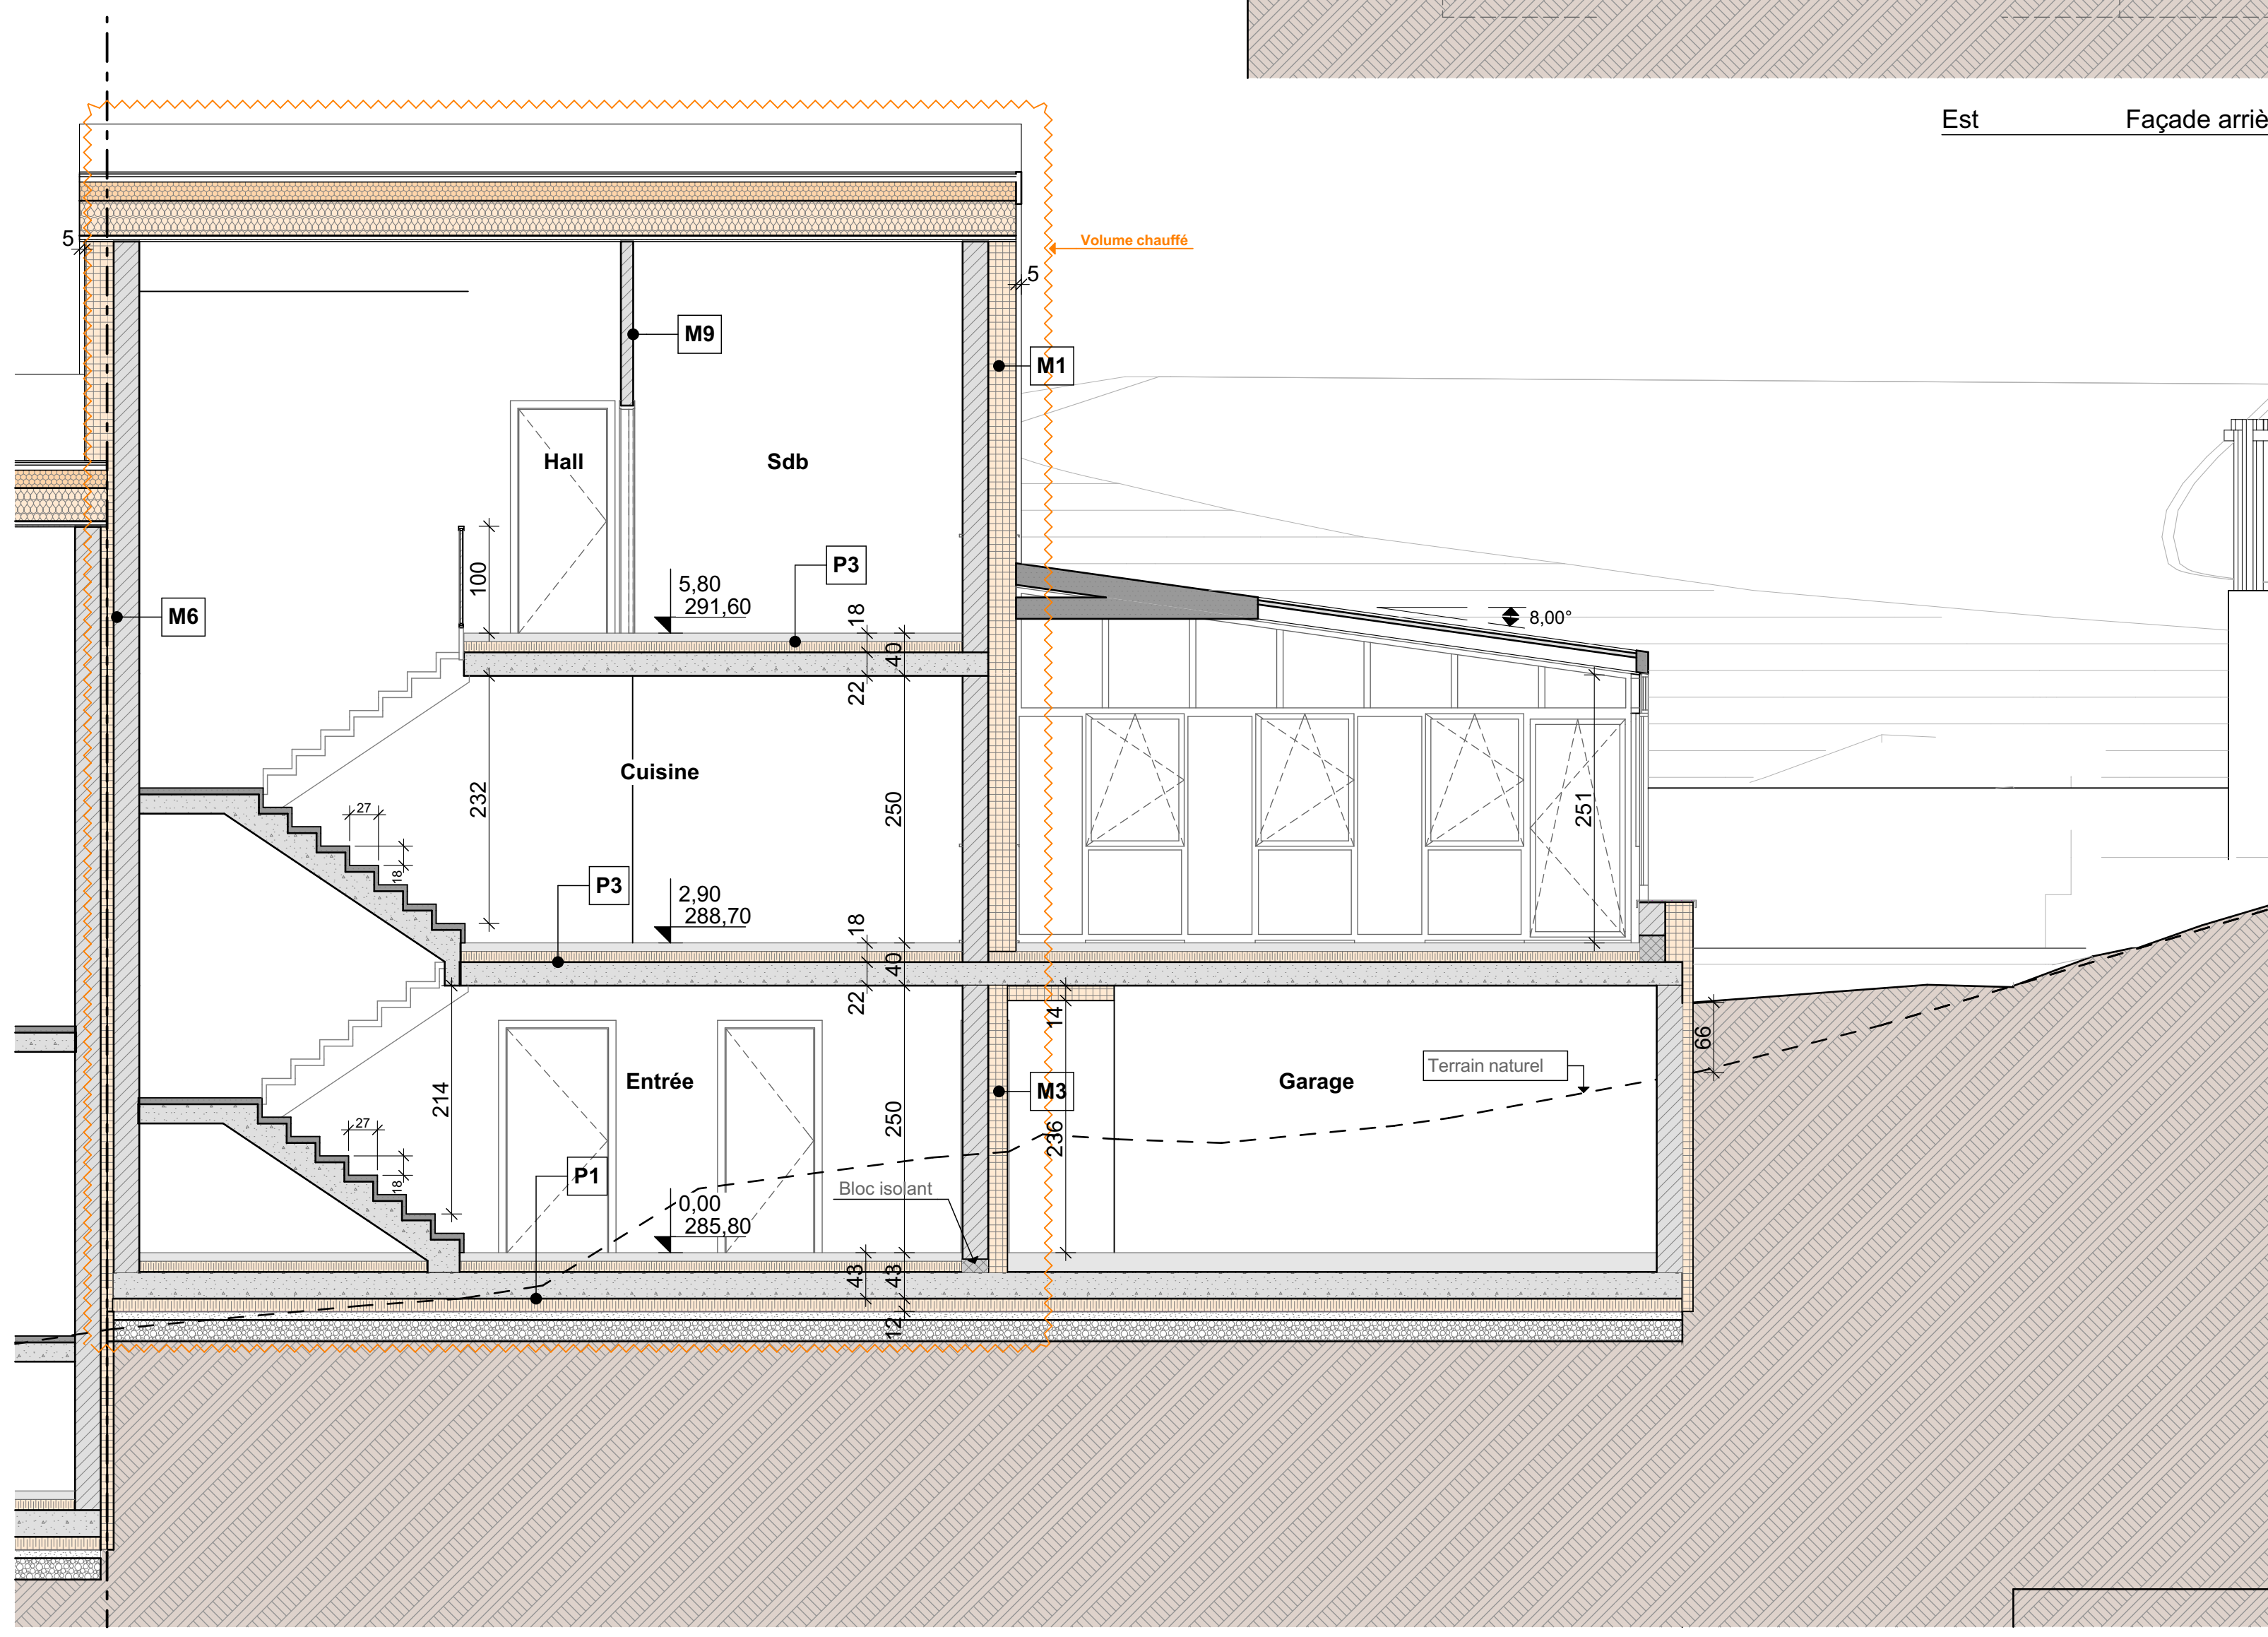 Est Façade arriè
Volume chauffé
5
5
M9
M1
Hall
Sdb
P3
100
5,80
291,60
18
M6
8,00°
40
22
Cuisine
232
250
251
27
18
P3
2,90
288,70
18
40
22
14
66
Terrain naturel
Entrée
M3
Garage
214
250
27
236
P1
18
Bloc isolant
0,00
285,80
43
43
12